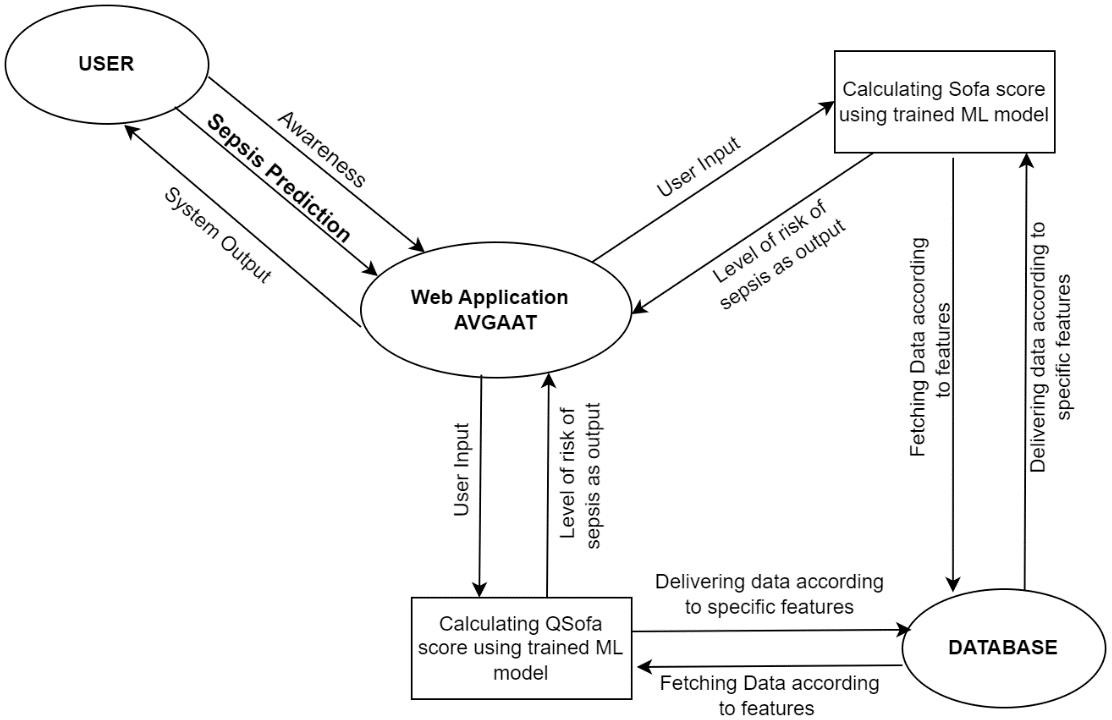 USER
Awareness
Sepsis Prediction
System Output
Calculating Sofa score
using trained ML model
User Input
Level of risk of
sepsis as output
Web Application
AVGAAT
Fetching Data according
to features
Delivering data according to
specific features
User Input
Level of risk of
sepsis as output
Delivering data according
to specific features
Calculating QSofa
score using trained ML
model
DATABASE
Fetching Data according
to features